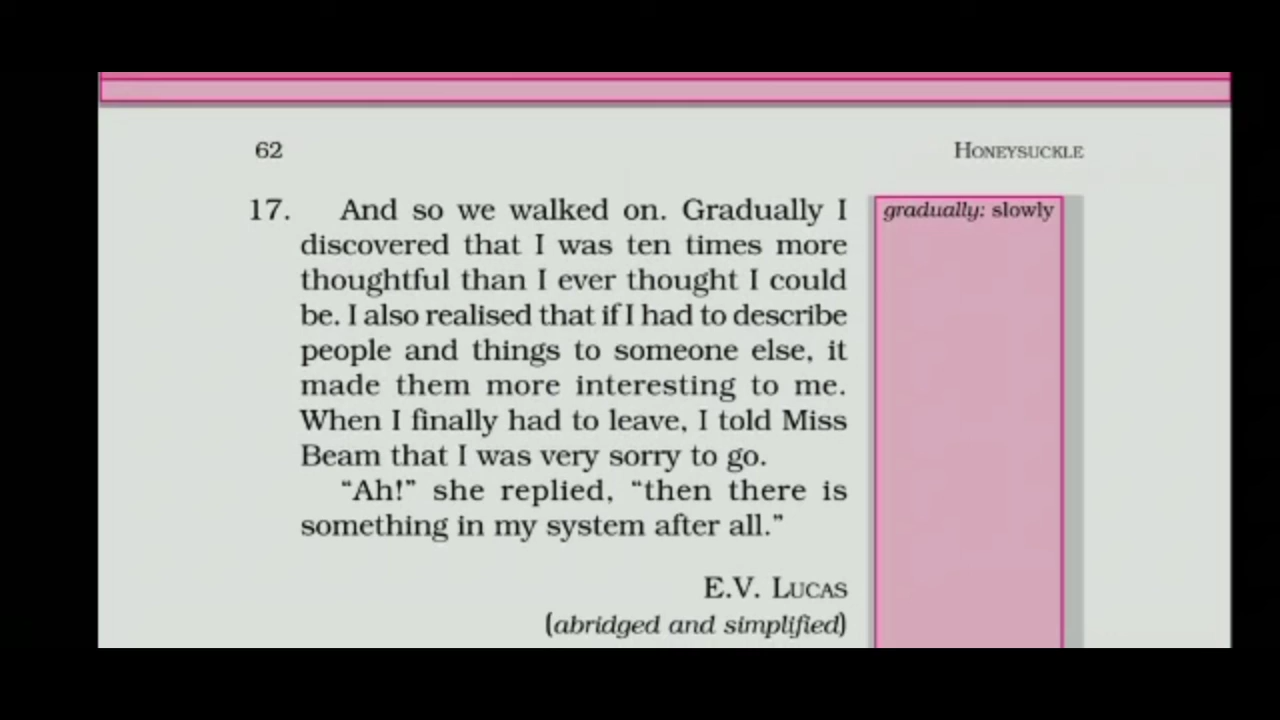 62 HONEYSUCKLE
17. And so we walked on. Gradually I
discovered that I was ten times more
thoughtful than I ever thought I could
be. I also realised that if I had to describe
people and things to someone else, it
made them more interesting to me.
When I finally had to leave, I told Miss
Beam that I was very sorry to go.
“Ah!” she replied, “then there is
something in my system after all.”
E.V. LUCAS
(abridged and simplified)
gradually: slowly